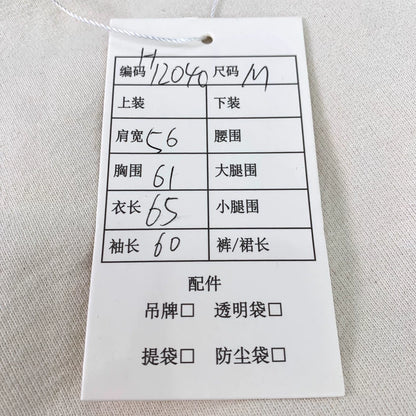 编码 H12040 尺码 M
上装 下装
肩宽 56 腰围
胸围 61 大腿围
衣长 65 小腿围
袖长 60 裤/裙长
配件
吊牌□ 透明袋□
提袋□ 防尘袋□